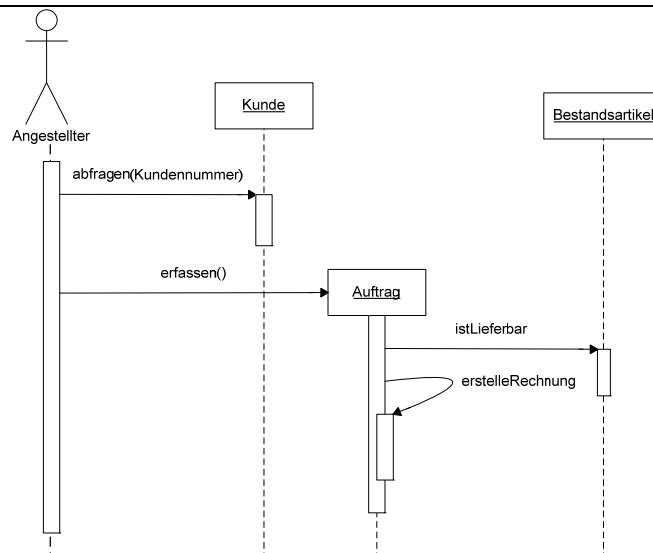 Kunde
Bestandsartikel
Angestellter
abfragen(Kundennummer)
erfassen()
Auftrag
istLieferbar
erstelleRechnung